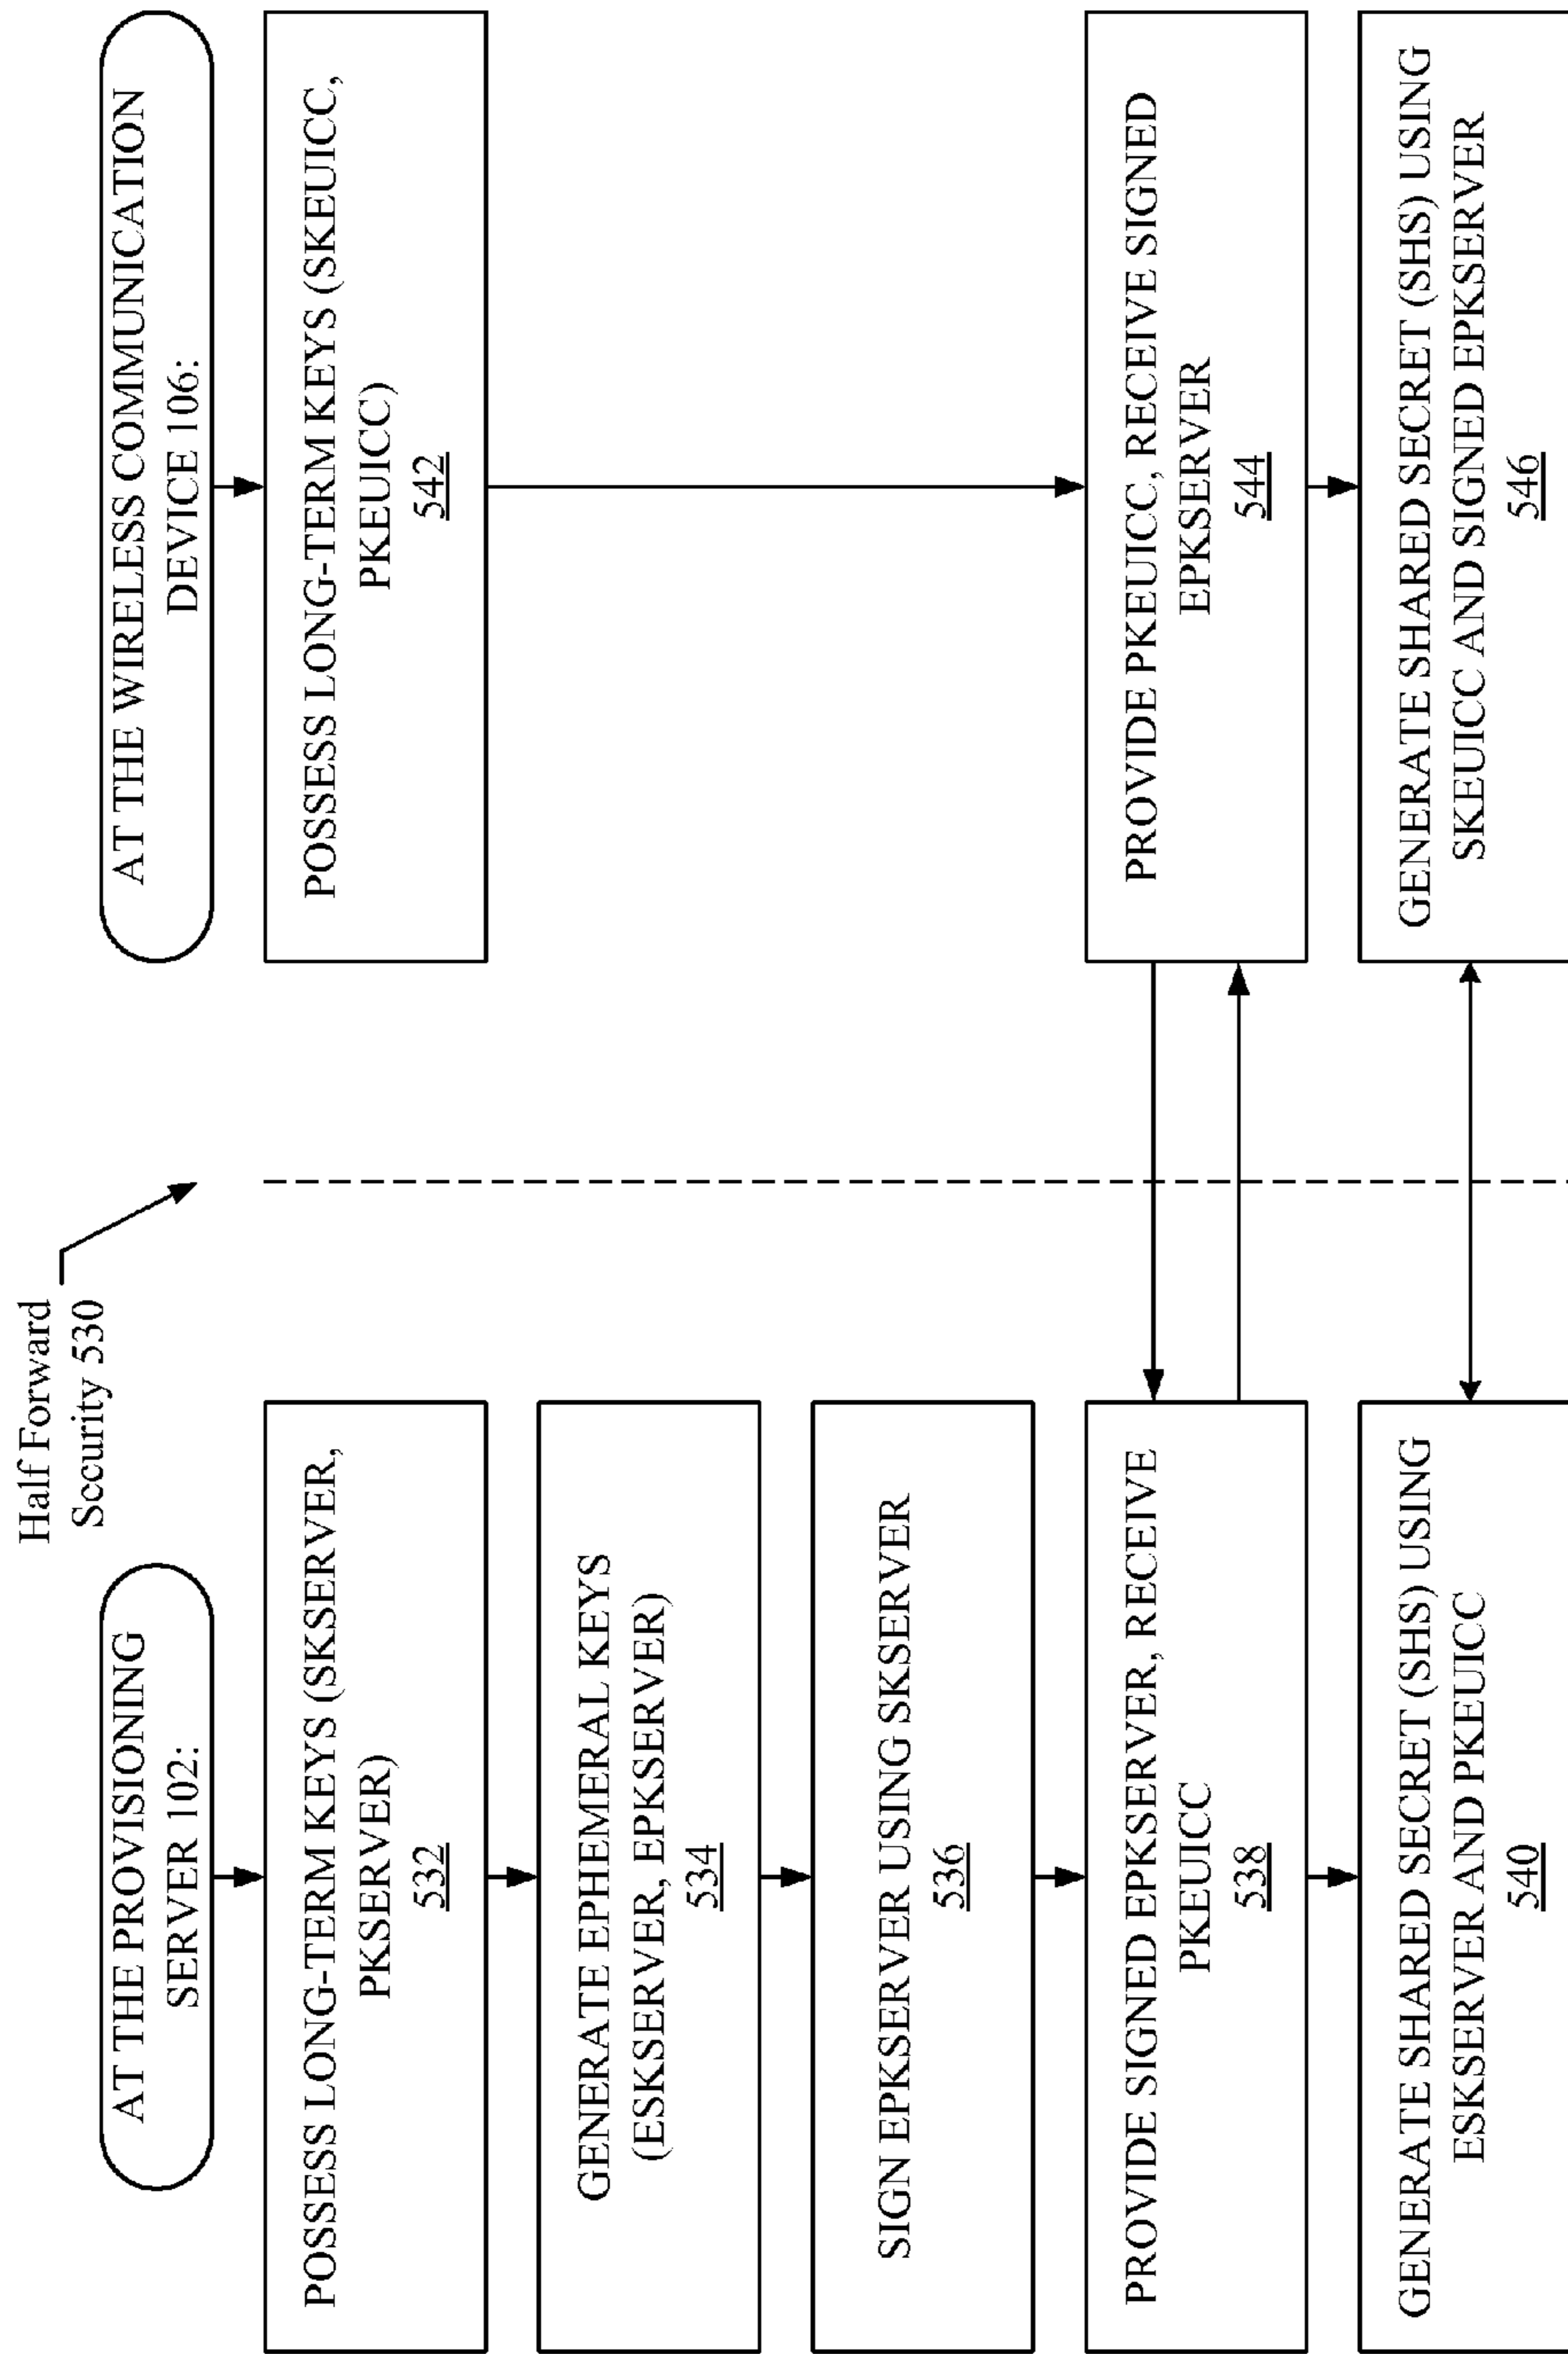 Half Forward
Security 530
AT THE PROVISIONING
SERVER 102:
POSSESS LONG-TERM KEYS (SKSERVER,
PKSERVER)
532
GENERATE EPHEMERAL KEYS
(ESKSERVER, EPKSERVER)
534
SIGN EPKSERVER USING SKSERVER
536
PROVIDE SIGNED EPKSERVER, RECEIVE
PKEUICC
538
GENERATE SHARED SECRET (SHS) USING
ESKSERVER AND PKEUICC
540
AT THE WIRELESS COMMUNICATION
DEVICE 106:
POSSESS LONG-TERM KEYS (SKEUICC,
PKEUICC)
542
PROVIDE PKEUICC, RECEIVE SIGNED
EPKSERVER
544
GENERATE SHARED SECRET (SHS) USING
SKEUICC AND SIGNED EPKSERVER
546